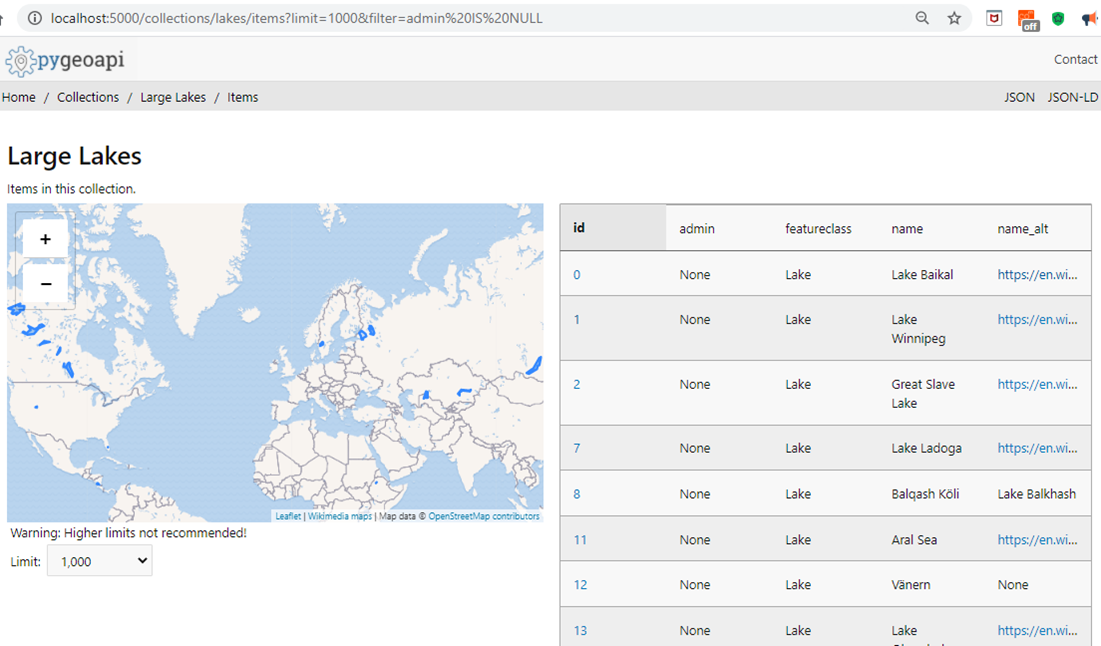 localhost:5000/collections/lakes/items?limit=1000&filter=admin%20IS%20NULL
off
pygeoapi
Contact
Home / Collections / Large Lakes / Items
JSON JSON-LD
Large Lakes
Items in this collection.
+
−
Leaflet | Wikimedia maps | Map data © OpenStreetMap contributors
Warning: Higher limits not recommended!
Limit: 1,000
id admin featureclass name name_alt
0 None Lake Lake Baikal https://en.wi...
1 None Lake Lake https://en.wi...
Winnipeg
2 None Lake Great Slave https://en.wi...
Lake
7 None Lake Lake Ladoga https://en.wi...
8 None Lake Balqash Köli Lake Balkhash
11 None Lake Aral Sea https://en.wi...
12 None Lake Vänern None
13 None Lake Lake https://en.wi...